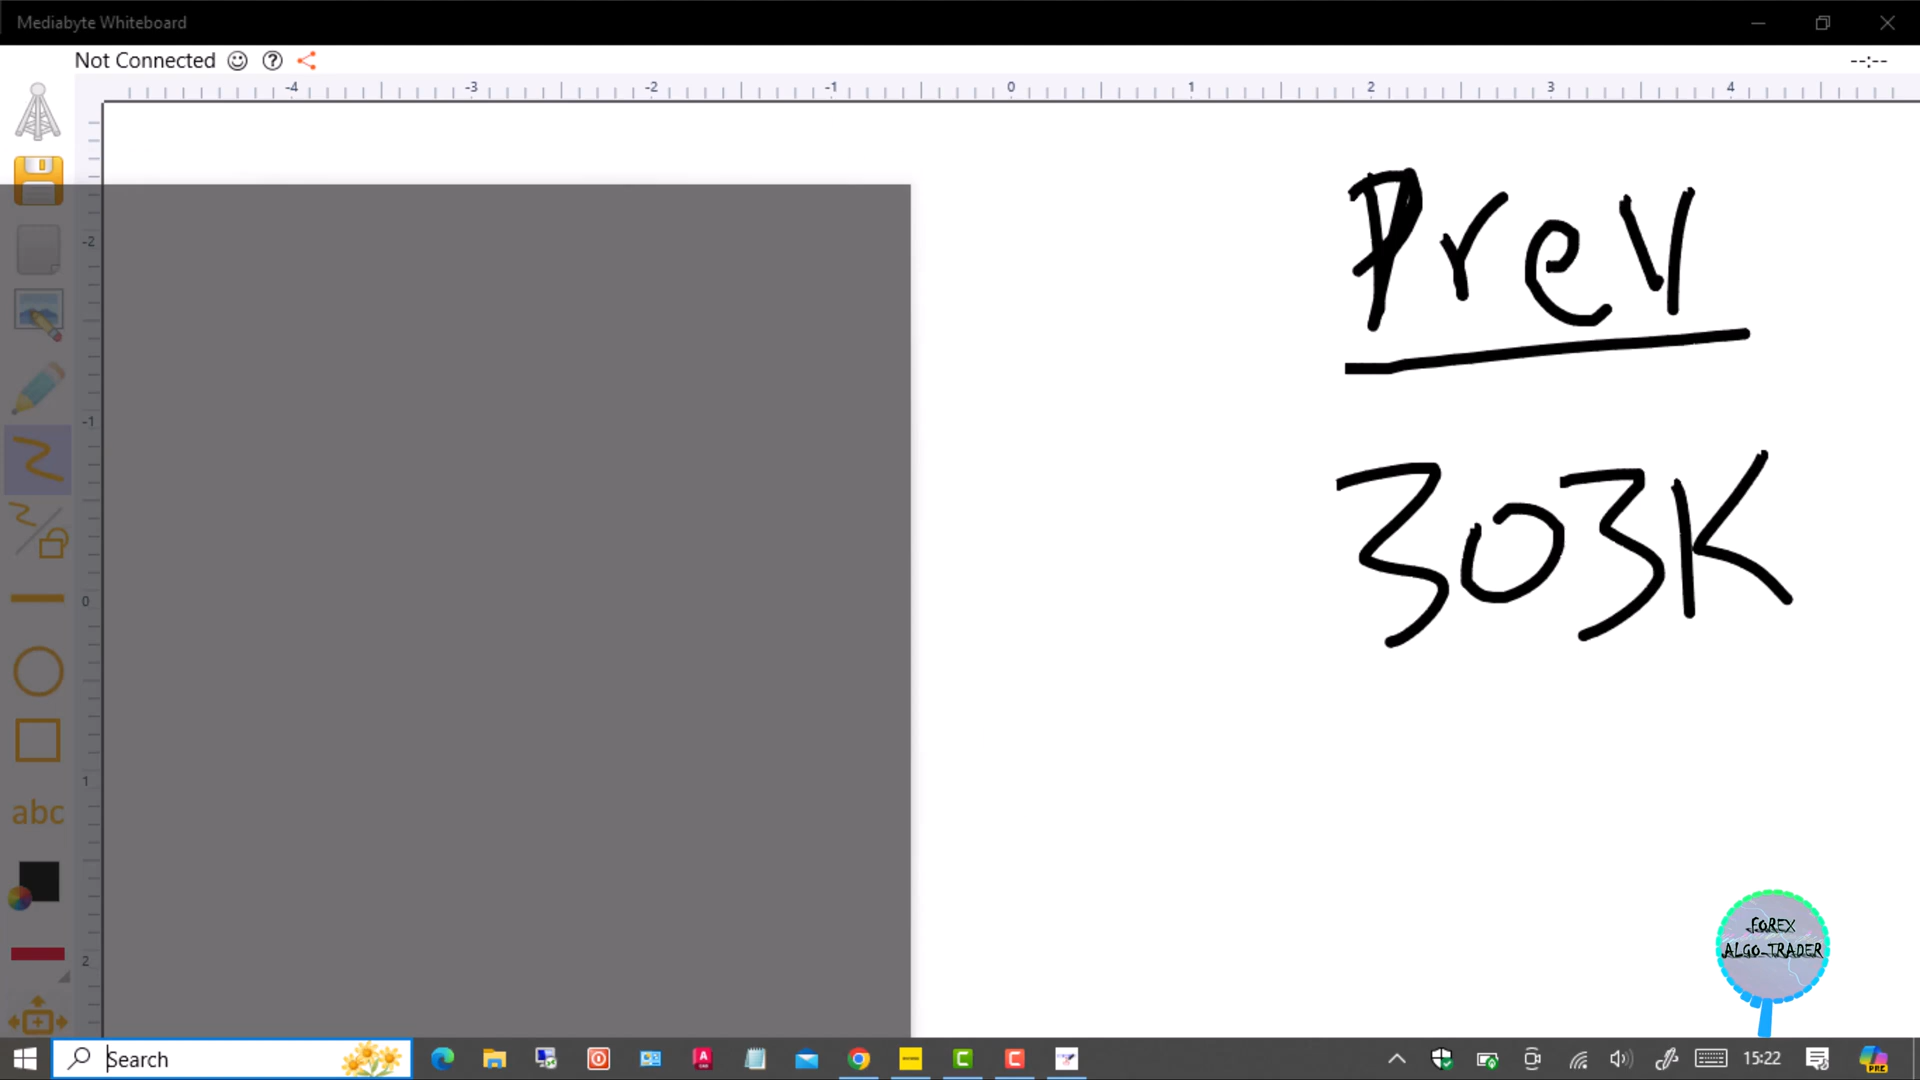 Mediabyte Whiteboard
Not Connected
--:--
-4 -3 -2 -1 0 1 2 3 4
-2
-1
0
1
2
abc
Prev
303K
FOREX
ALGO-TRADER
Search
15:22
PRE